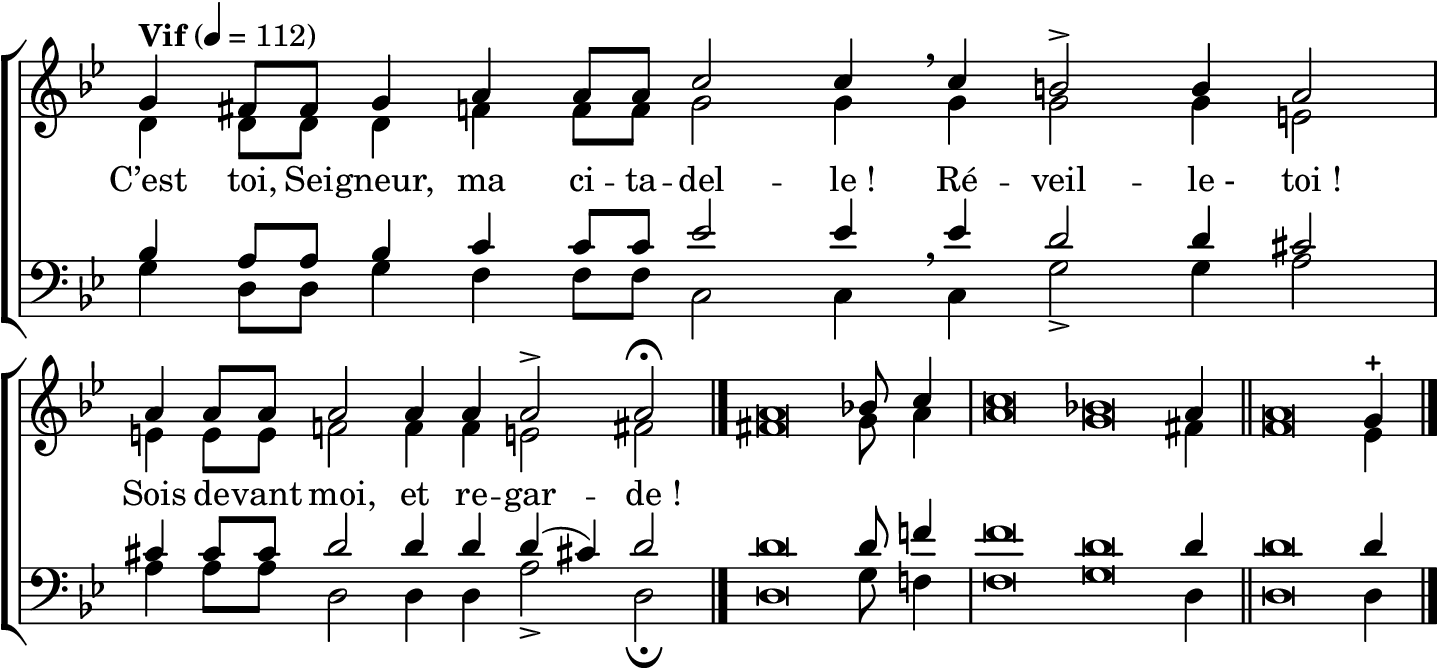 Vif (♩ = 112)
C’est toi, Seigneur, ma ci -- ta -- del -- le ! Ré -- veil -- le - toi !
Sois devant moi, et re -- gar -- de !